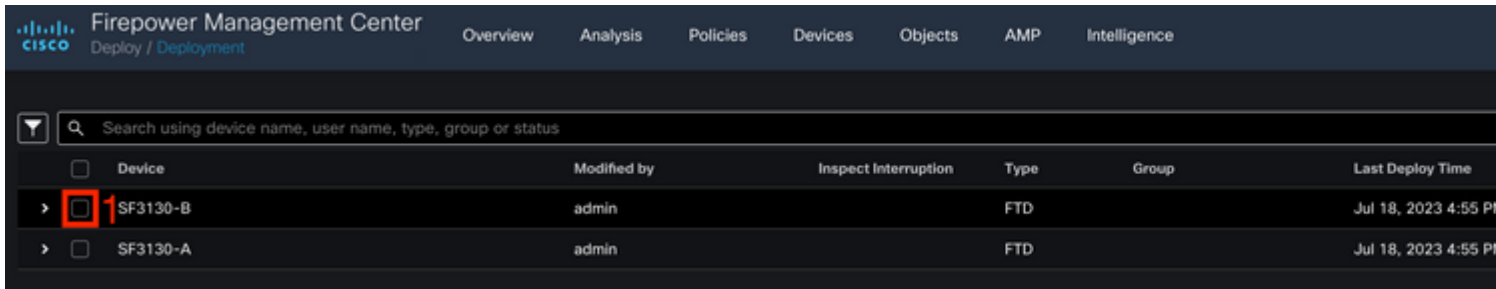 CISCO
Firepower Management Center
Deploy / Deployment
Overview Analysis Policies Devices Objects AMP Intelligence
Search using device name, user name, type, group or status
Device Modified by Inspect Interruption Type Group Last Deploy Time
1 SF3130-B admin FTD Jul 18, 2023 4:55 P
SF3130-A admin FTD Jul 18, 2023 4:55 P